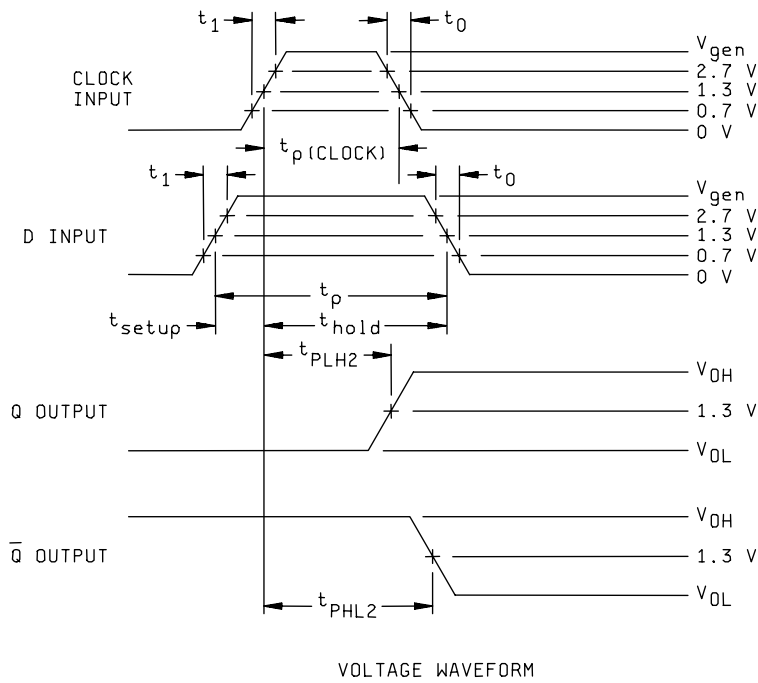 t1
t0
CLOCK
INPUT
Vgen
2.7 V
1.3 V
0.7 V
0 V
tp(CLOCK)
t1
t0
D INPUT
Vgen
2.7 V
1.3 V
0.7 V
0 V
tp
tsetup
thold
tPLH2
Q OUTPUT
VOH
1.3 V
VOL
Q̅ OUTPUT
VOH
1.3 V
VOL
tPHL2
VOLTAGE WAVEFORM